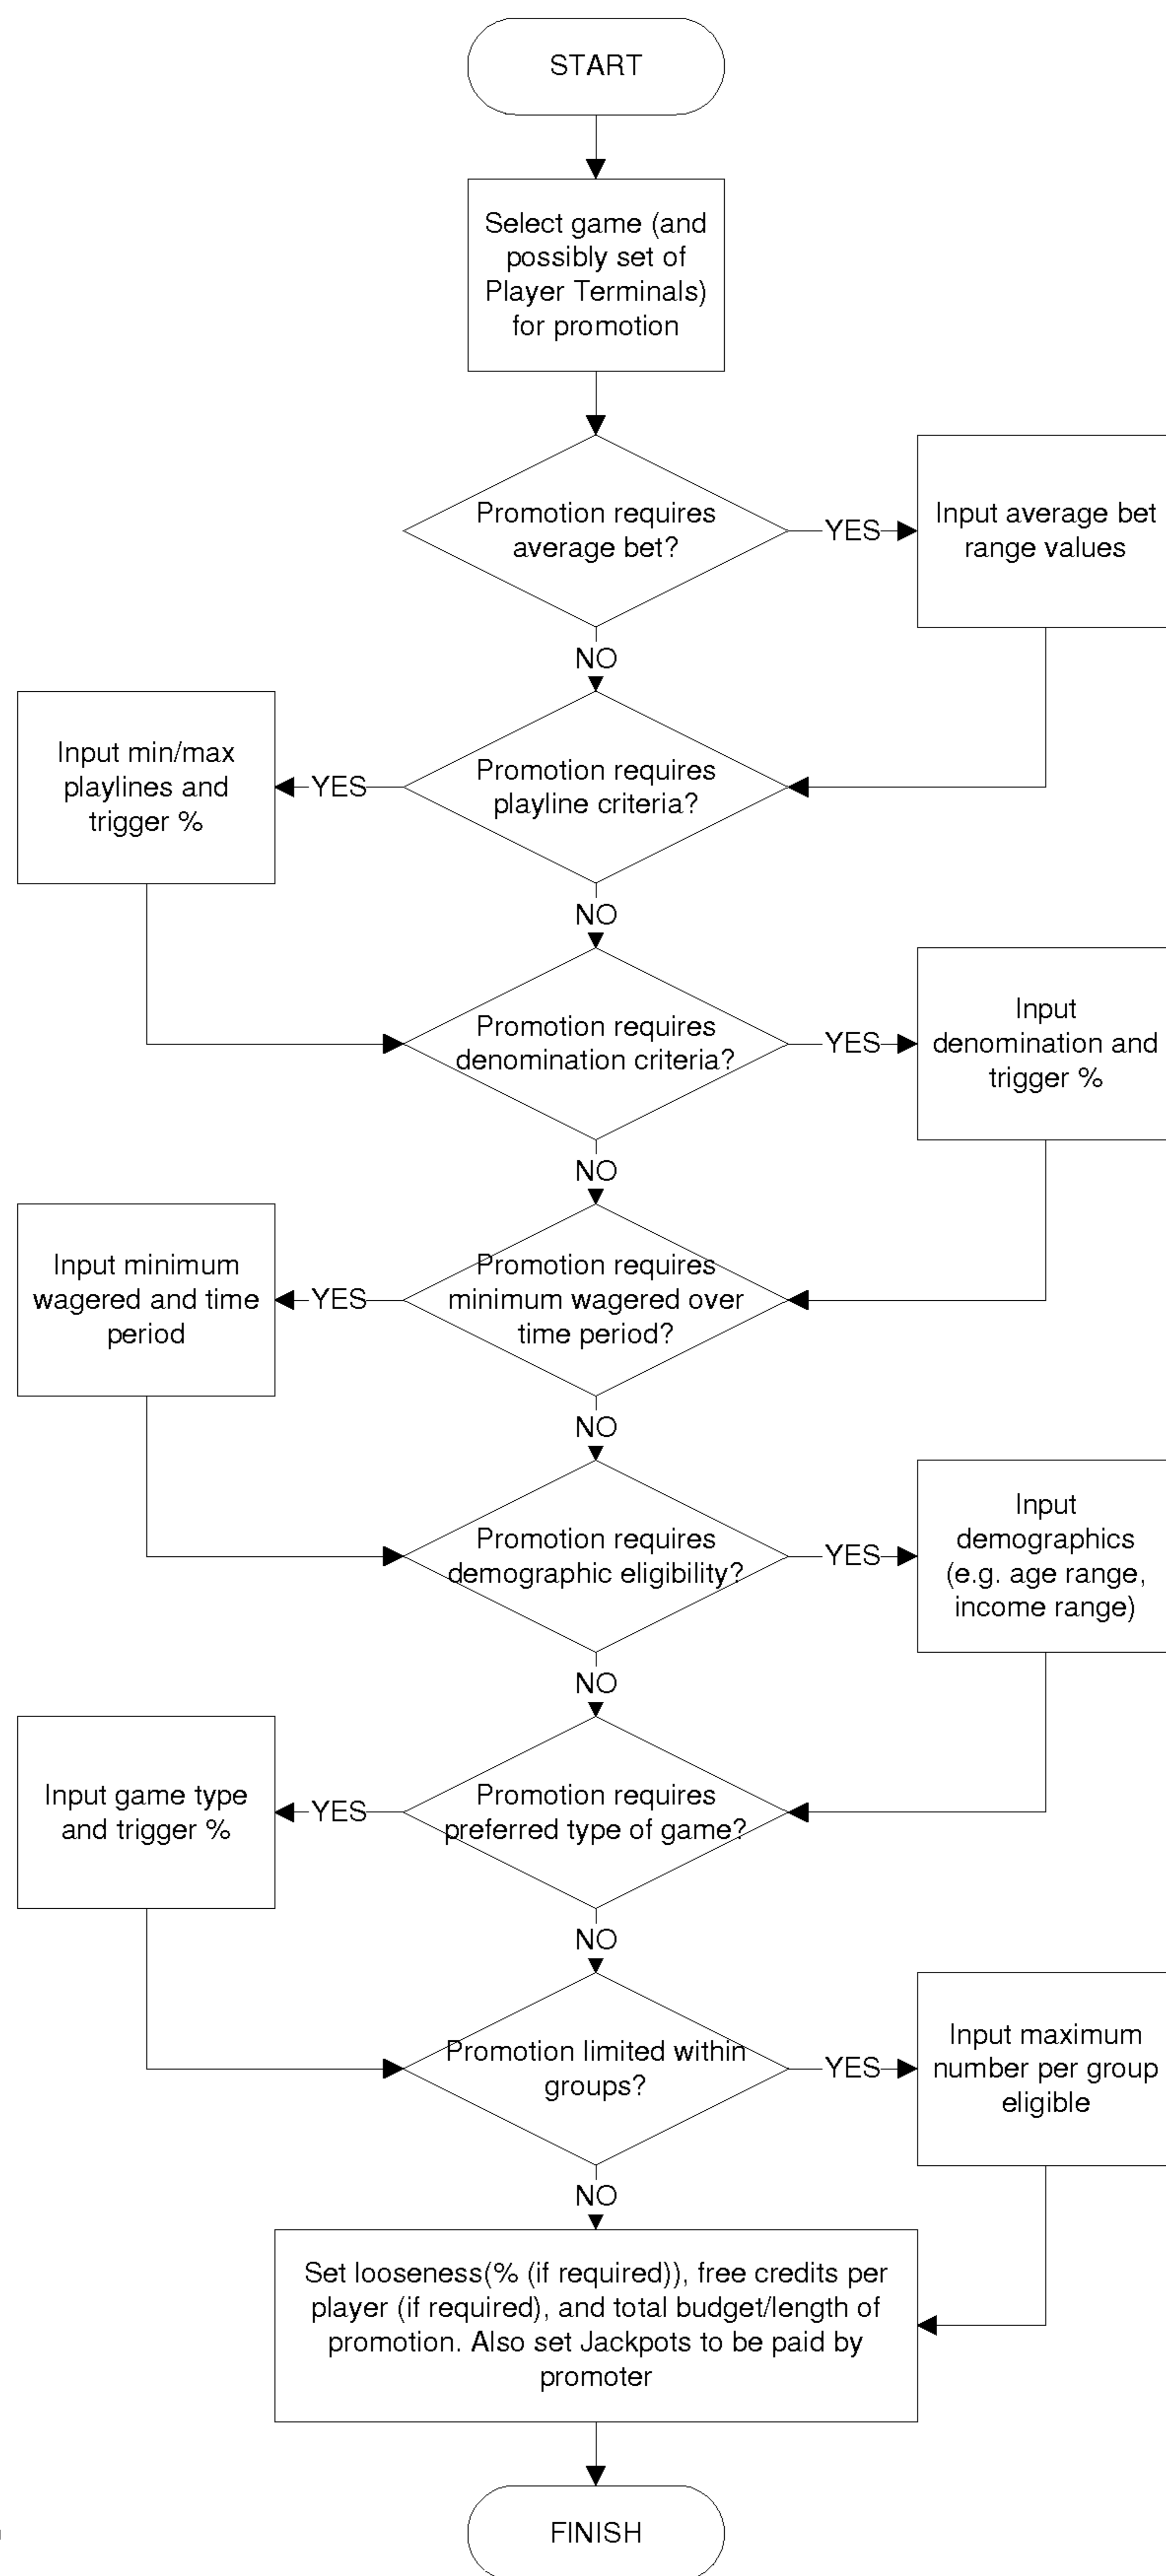 START
Select game (and
possibly set of
Player Terminals)
for promotion
Promotion requires
average bet?
YES
Input average bet
range values
NO
Input min/max
playlines and
trigger %
YES
Promotion requires
playline criteria?
NO
Promotion requires
denomination criteria?
YES
Input
denomination and
trigger %
NO
Input minimum
wagered and time
period
YES
Promotion requires
minimum wagered over
time period?
NO
Promotion requires
demographic eligibility?
YES
Input
demographics
(e.g. age range,
income range)
NO
Input game type
and trigger %
YES
Promotion requires
preferred type of game?
NO
Promotion limited within
groups?
YES
Input maximum
number per group
eligible
NO
Set looseness(% (if required)), free credits per
player (if required), and total budget/length of
promotion. Also set Jackpots to be paid by
promoter
FINISH